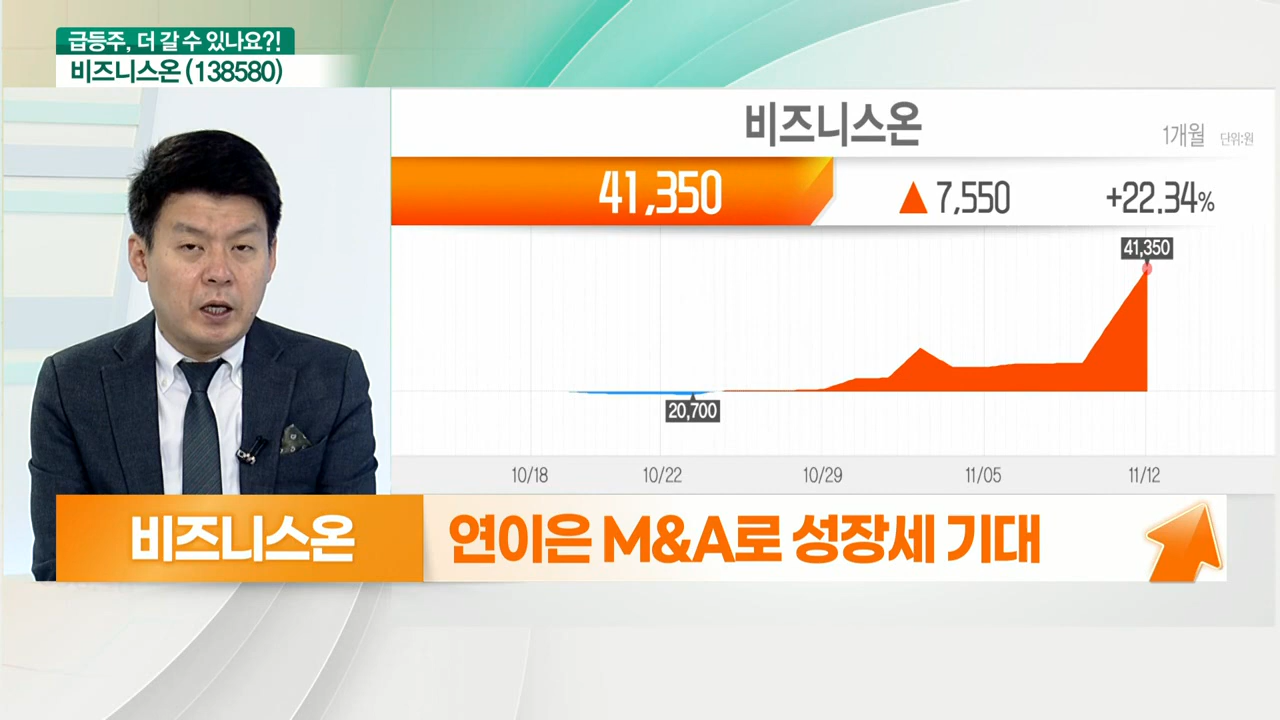 급등주, 더 갈 수 있나요?!
비즈니스온 (138580)
비즈니스온
1개월 단위:원
41,350 ▲ 7,550 +22.34%
41,350
20,700
10/18 10/22 10/29 11/05 11/12
비즈니스온 연이은 M&A로 성장세 기대